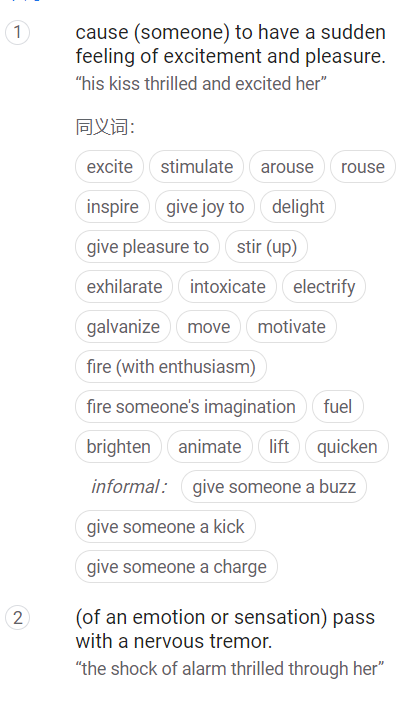 1
cause (someone) to have a sudden
feeling of excitement and pleasure.
“his kiss thrilled and excited her”
同义词：
excite stimulate arouse rouse
inspire give joy to delight
give pleasure to stir (up)
exhilarate intoxicate electrify
galvanize move motivate
fire (with enthusiasm)
fire someone's imagination fuel
brighten animate lift quicken
informal： give someone a buzz
give someone a kick
give someone a charge
2
(of an emotion or sensation) pass
with a nervous tremor.
“the shock of alarm thrilled through her”